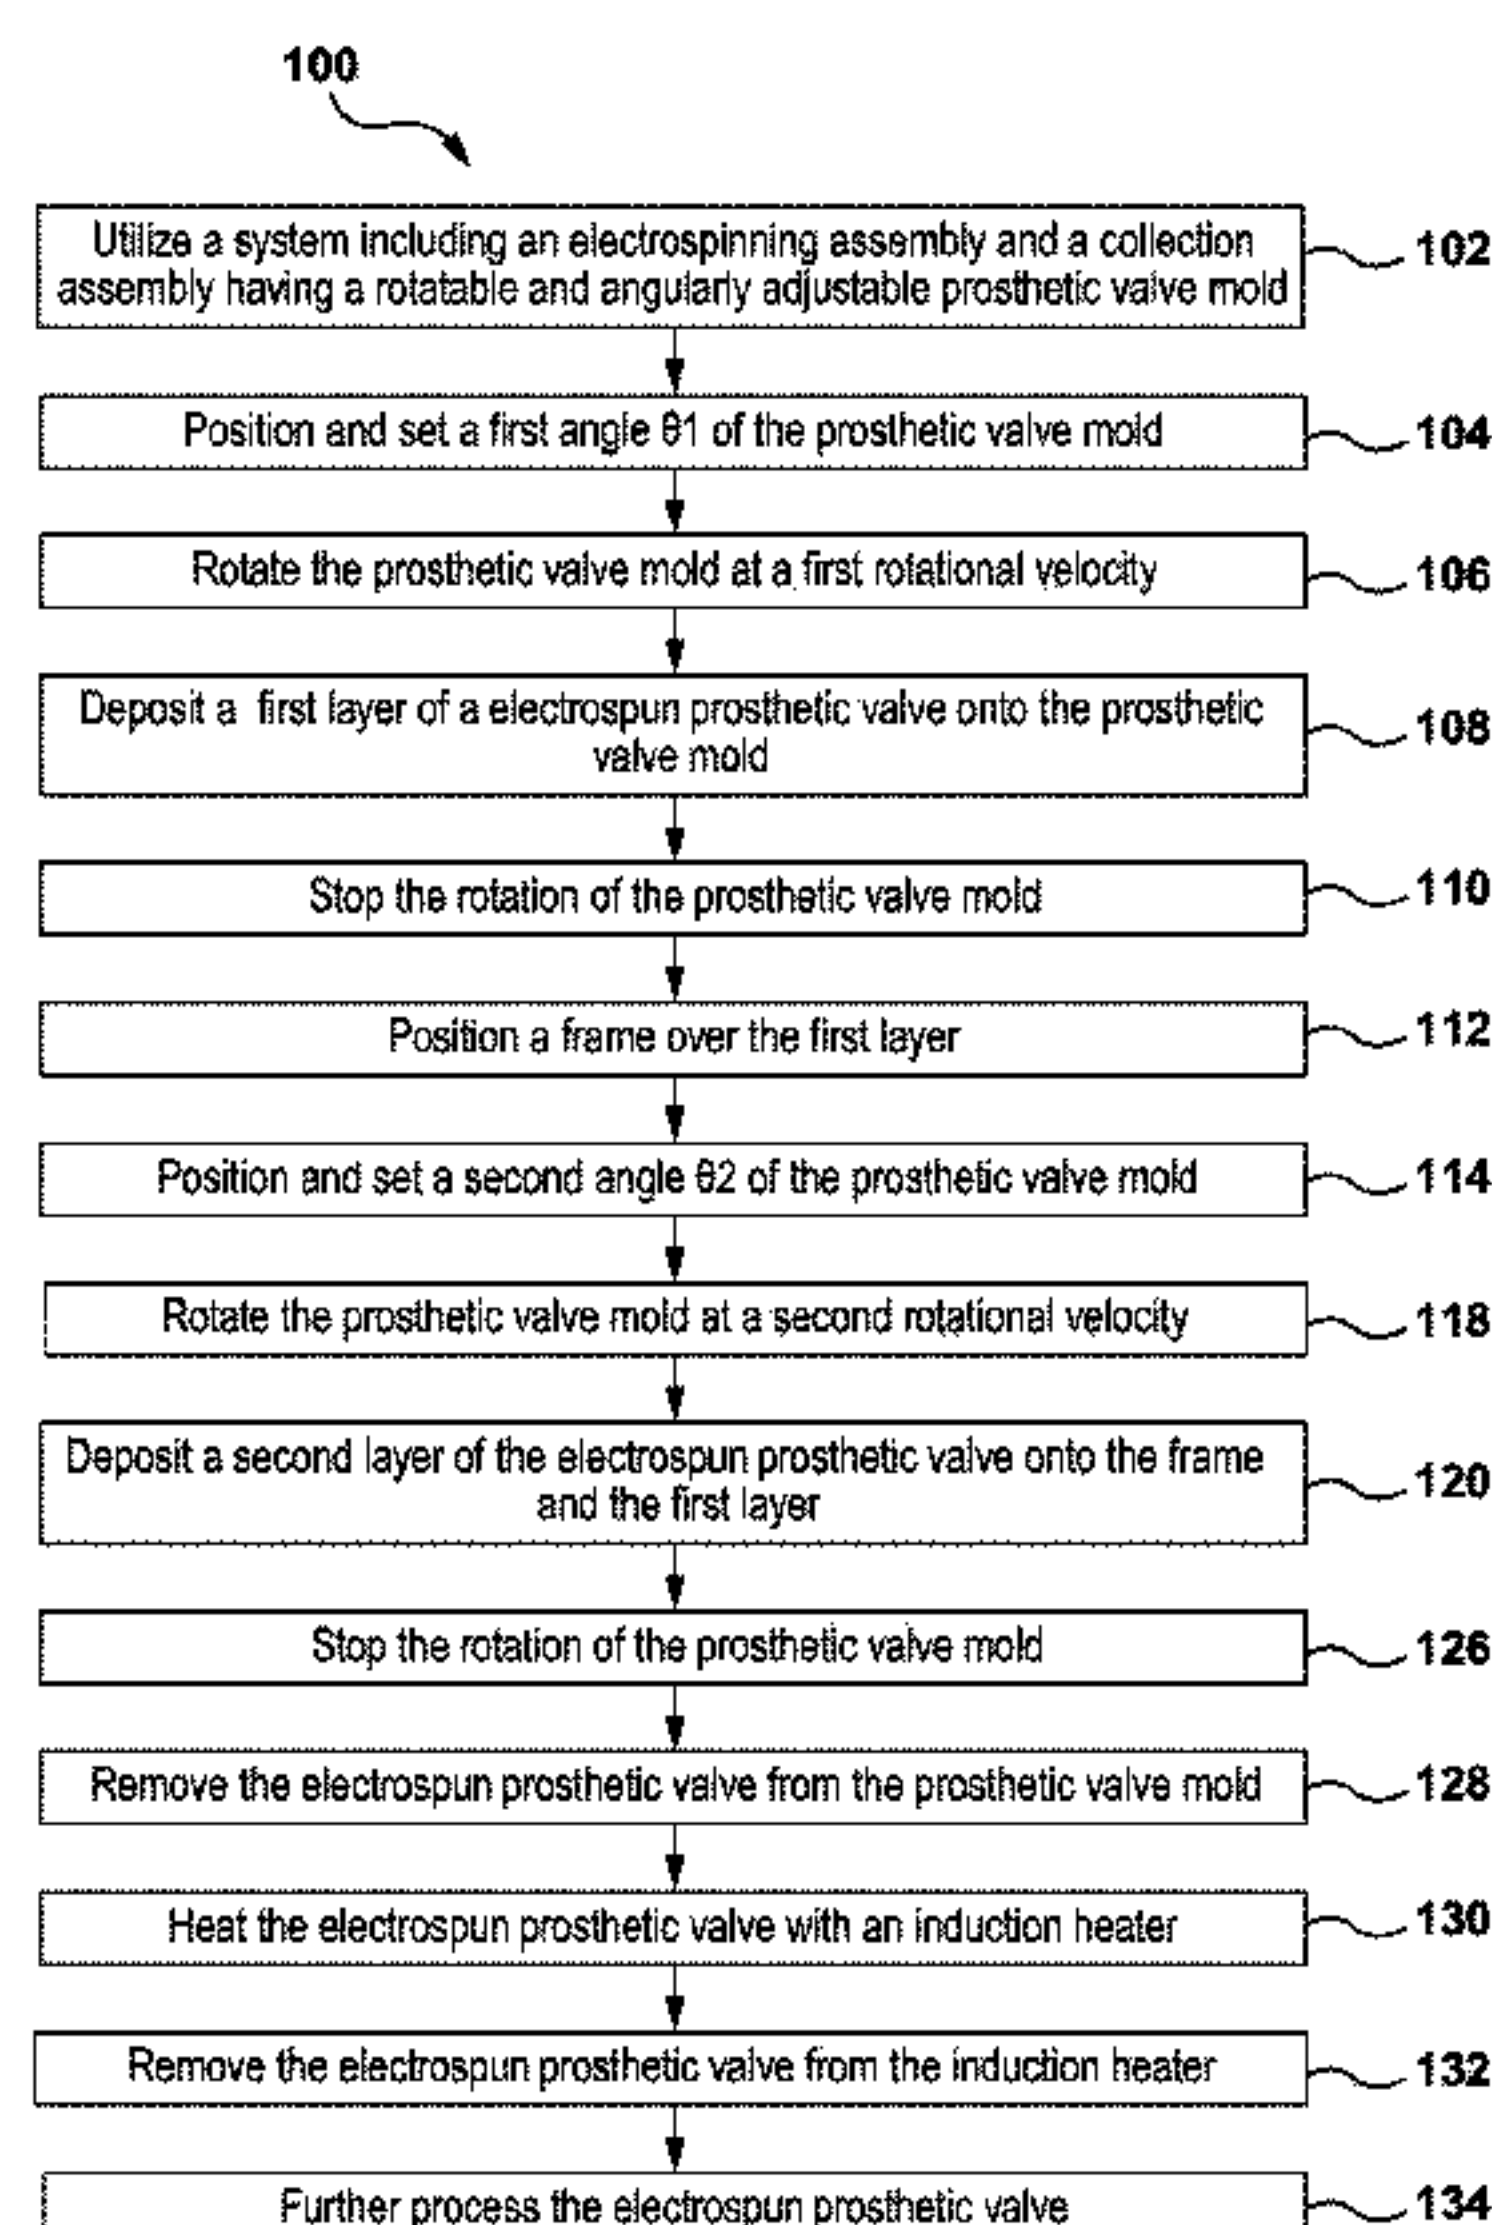 100
Utilize a system including an electrospinning assembly and a collection
assembly having a rotatable and angularly adjustable prosthetic valve mold
102
Position and set a first angle θ1 of the prosthetic valve mold
104
Rotate the prosthetic valve mold at a first rotational velocity
106
Deposit a first layer of a electrospun prosthetic valve onto the prosthetic
valve mold
108
Stop the rotation of the prosthetic valve mold
110
Position a frame over the first layer
112
Position and set a second angle θ2 of the prosthetic valve mold
114
Rotate the prosthetic valve mold at a second rotational velocity
118
Deposit a second layer of the electrospun prosthetic valve onto the frame
and the first layer
120
Stop the rotation of the prosthetic valve mold
126
Remove the electrospun prosthetic valve from the prosthetic valve mold
128
Heat the electrospun prosthetic valve with an induction heater
130
Remove the electrospun prosthetic valve from the induction heater
132
Further process the electrospun prosthetic valve
134